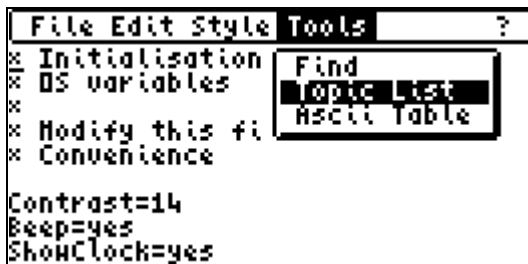 File Edit Style Tools ?
× Initialisation
× OS variables
×
× Modify this fi
× Convenience
Find
Topic List
Ascii Table
Contrast=14
Beep=yes
ShowClock=yes